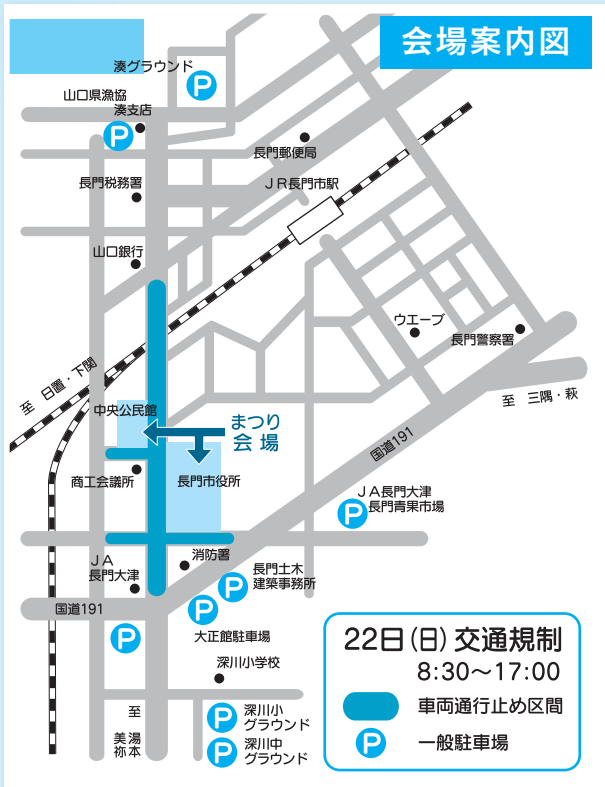 会場案内図
湊グラウンド
P
山口県漁協
湊支店
P
長門郵便局
長門税務署
JR長門市駅
山口銀行
ウエーブ
長門警察署
至 日置・下関
至 三隅・萩
中央公民館
まつり
会場
国道191
商工会議所
長門市役所
JA長門大津
長門青果市場
P
消防署
JA
長門大津
長門土木
建築事務所
P
国道191
P
大正館駐車場
P
深川小学校
22日(日)交通規制
8:30〜17:00
車両通行止め区間
P 一般駐車場
至
美祢
湯本
P 深川小
グラウンド
P 深川中
グラウンド